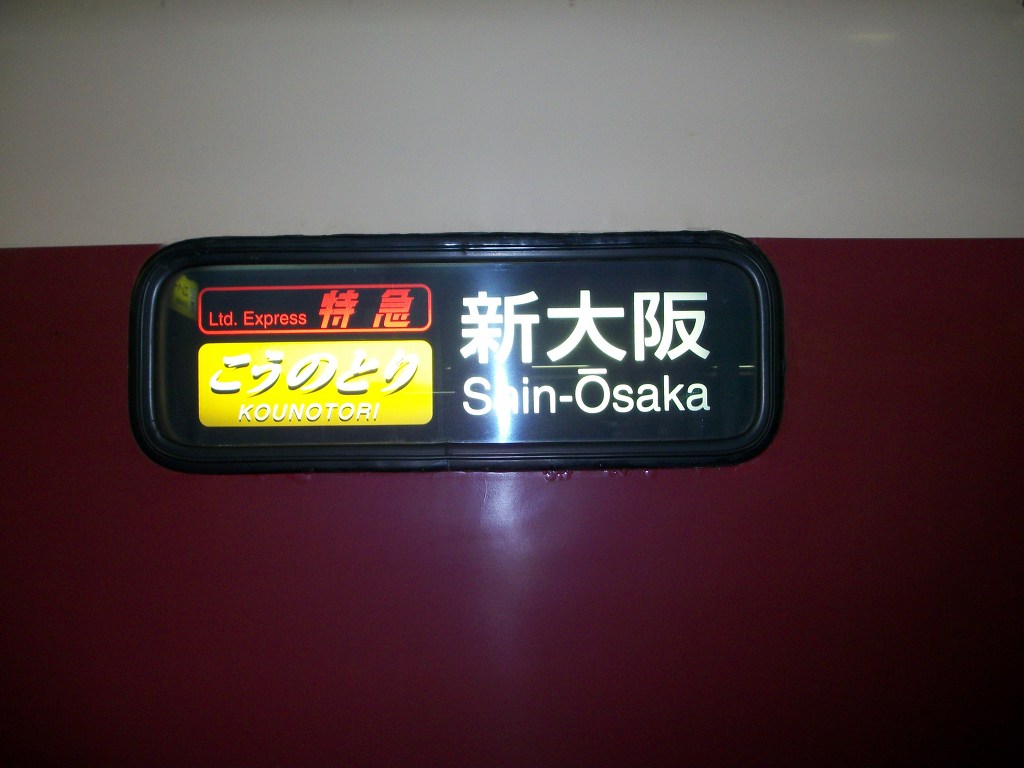 Ltd. Express 特急
こうのとり
KOUNOTORI
新大阪
Shin-Ōsaka